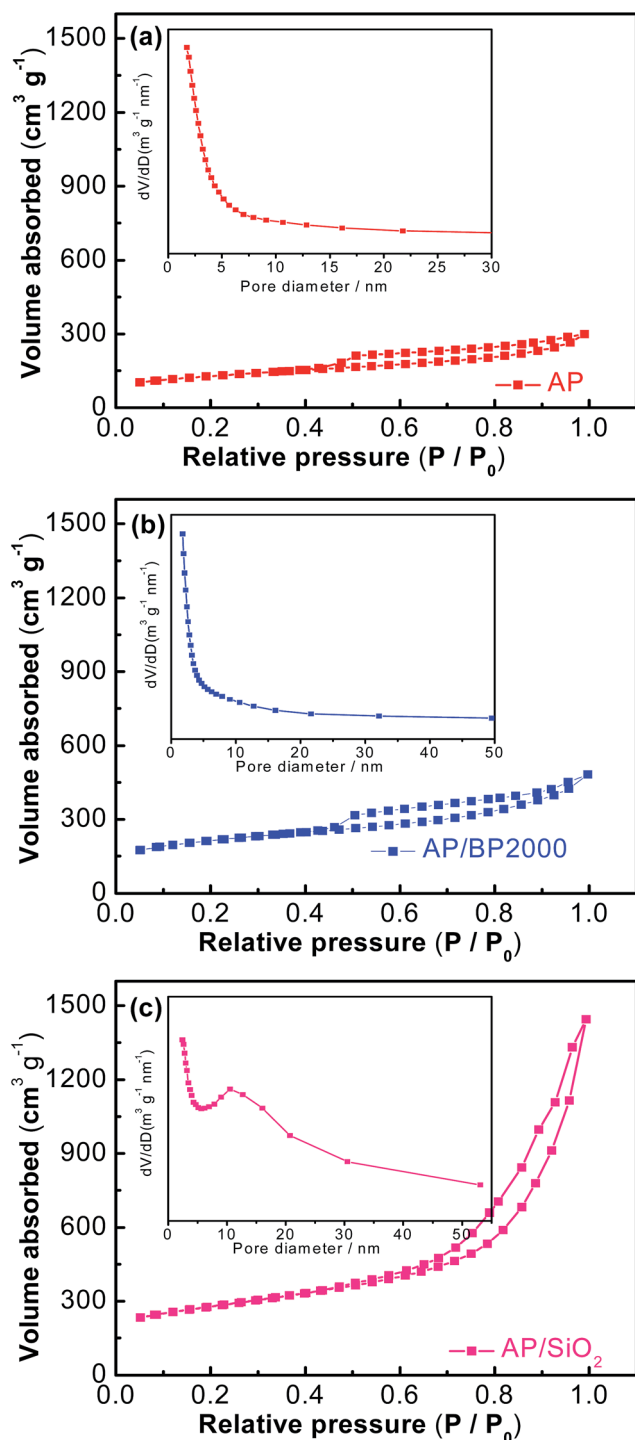 (a)
1500
1200
900
600
300
0
Volume absorbed (cm³ g⁻¹)
dV/dD(m³ g⁻¹ nm⁻¹)
0 5 10 15 20 25 30
Pore diameter / nm
AP
0.0 0.2 0.4 0.6 0.8 1.0
Relative pressure (P / P₀)
(b)
1500
1200
900
600
300
0
Volume absorbed (cm³ g⁻¹)
dV/dD(m³ g⁻¹ nm⁻¹)
0 10 20 30 40 50
Pore diameter / nm
AP/BP2000
0.0 0.2 0.4 0.6 0.8 1.0
Relative pressure (P / P₀)
(c)
1500
1200
900
600
300
0
Volume absorbed (cm³ g⁻¹)
dV/dD(m³ g⁻¹ nm⁻¹)
0 10 20 30 40 50
Pore diameter / nm
AP/SiO₂
0.0 0.2 0.4 0.6 0.8 1.0
Relative pressure (P / P₀)